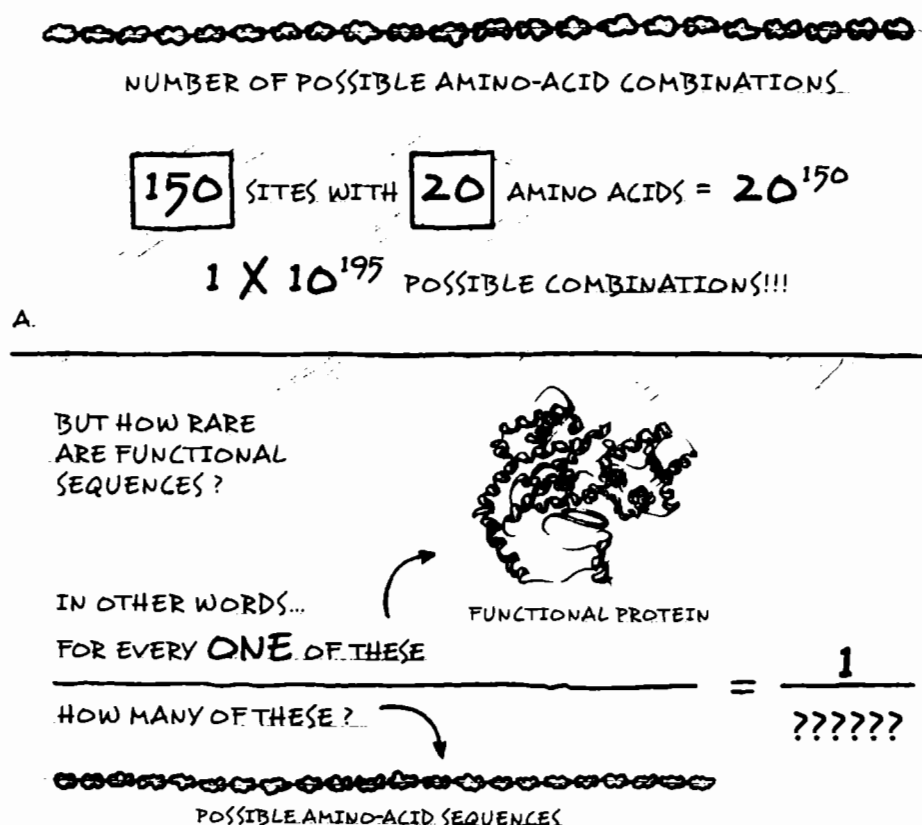 NUMBER OF POSSIBLE AMINO-ACID COMBINATIONS
150 SITES WITH 20 AMINO ACIDS = 20¹⁵⁰
1 X 10¹⁹⁵ POSSIBLE COMBINATIONS!!!
A.
BUT HOW RARE
ARE FUNCTIONAL
SEQUENCES?
FUNCTIONAL PROTEIN
IN OTHER WORDS...
FOR EVERY ONE OF THESE
HOW MANY OF THESE?
= 1
??????
POSSIBLE AMINO-ACID SEQUENCES